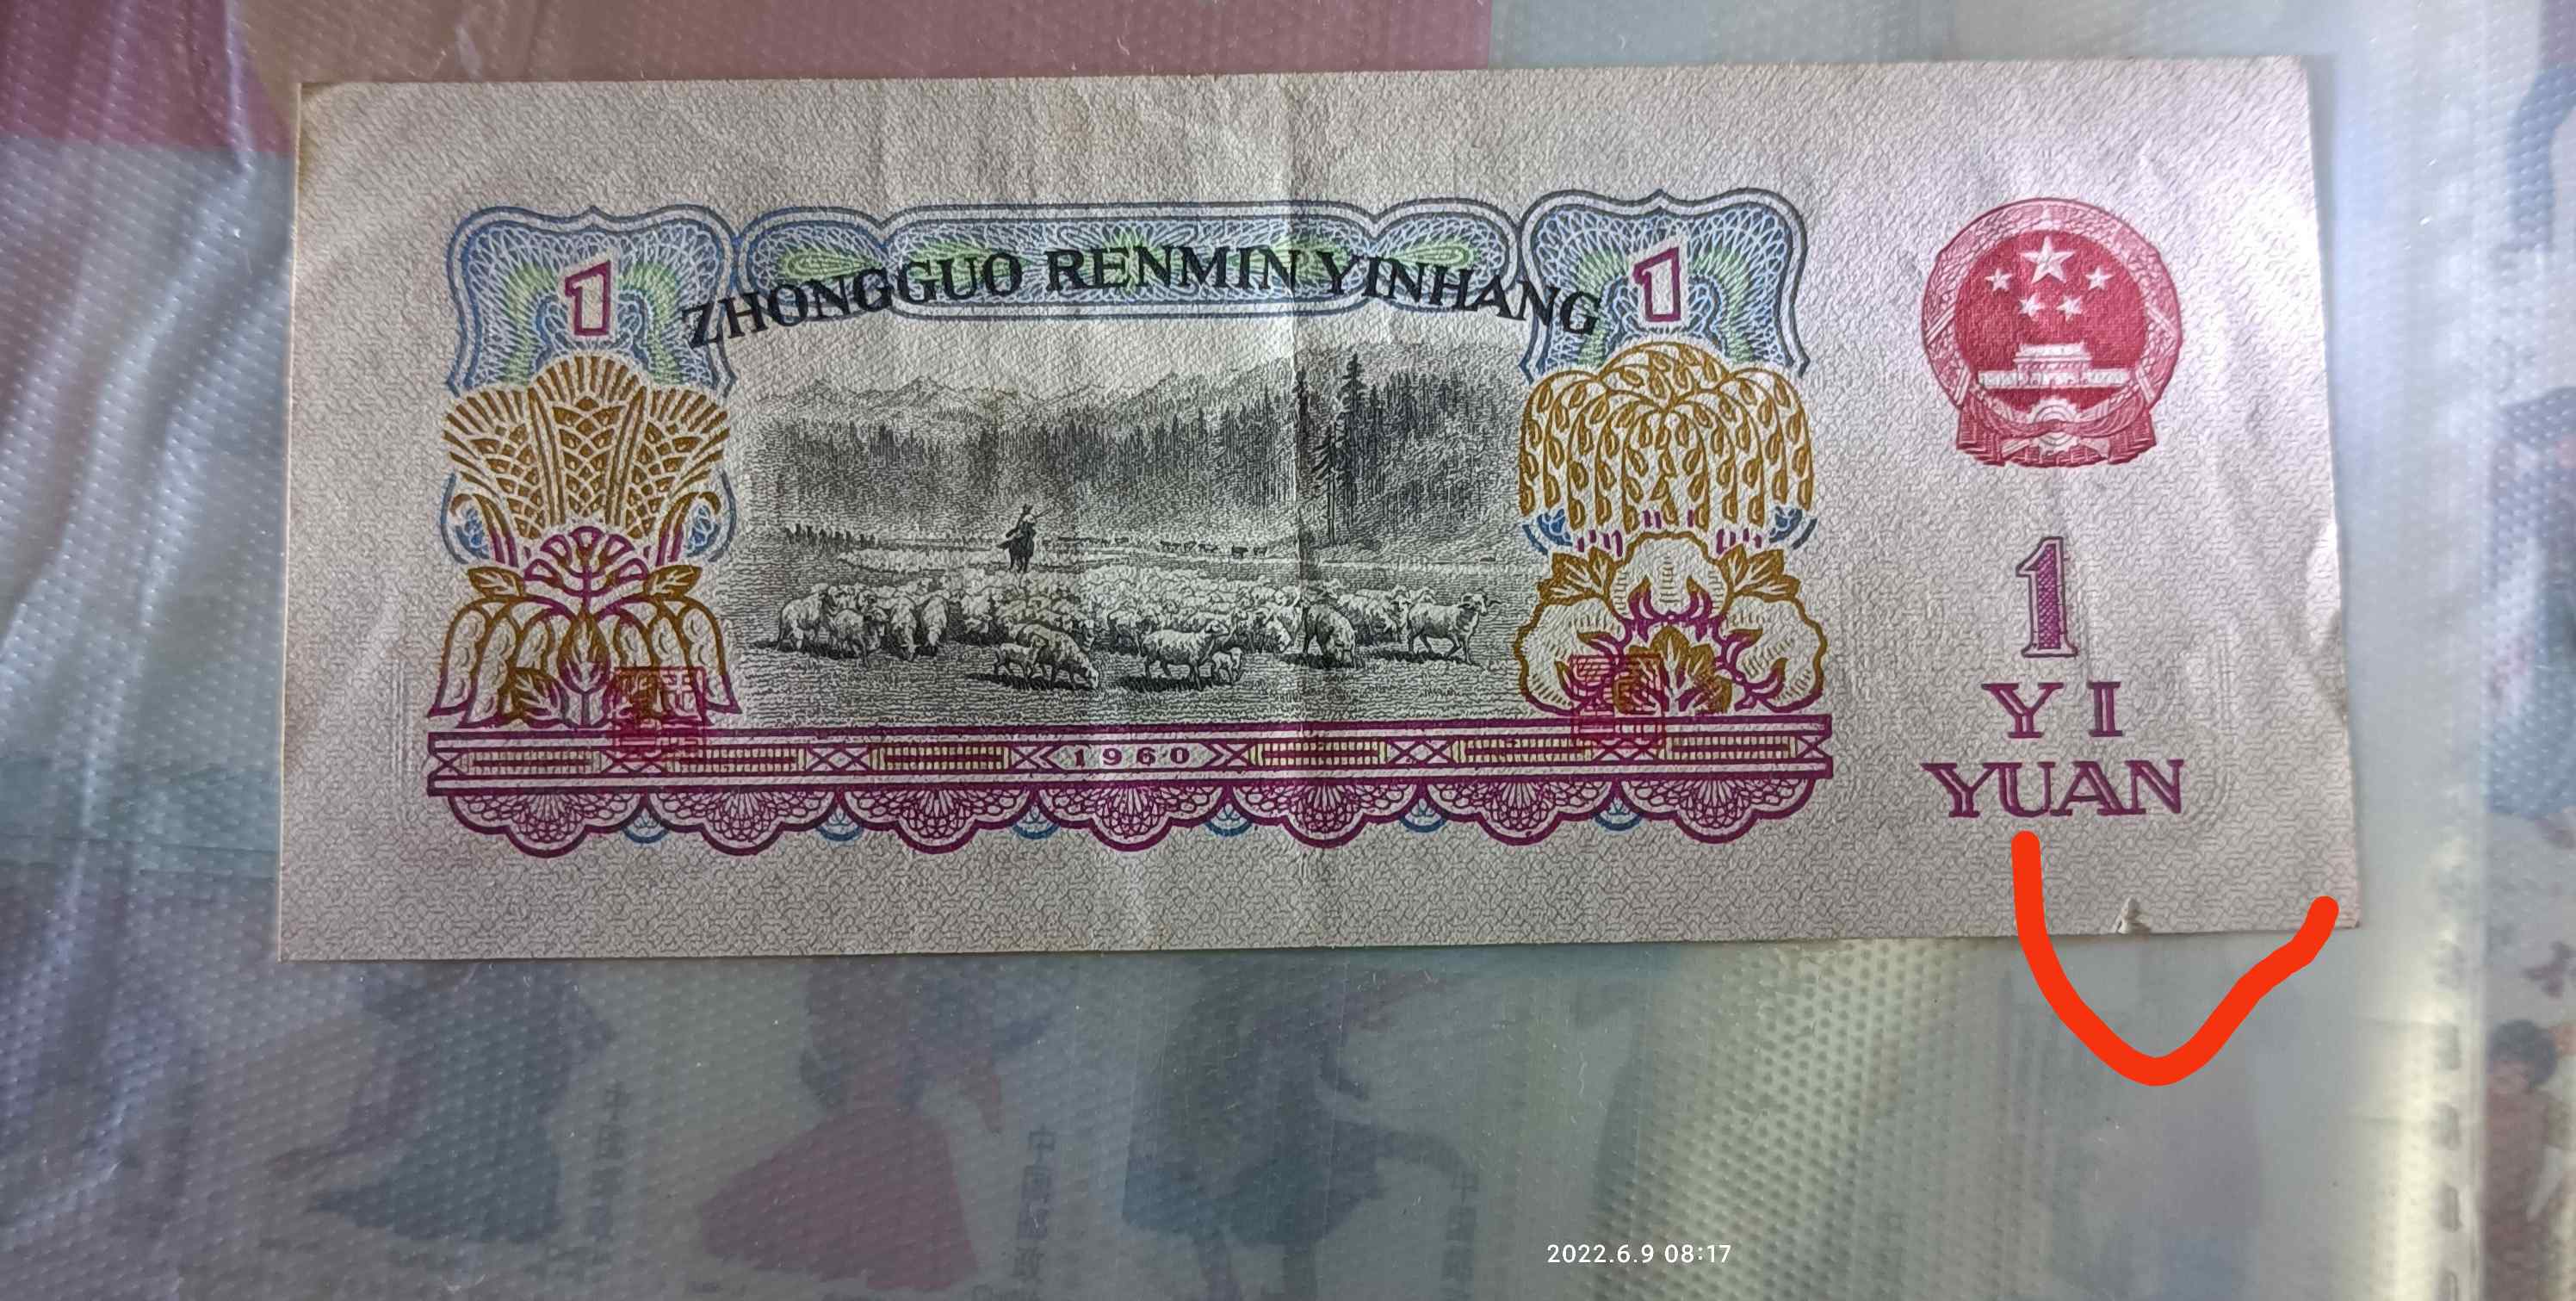 1
ZHONGGUO RENMIN YINHANG
1
1
YI
YUAN
1960
2022.6.9 08:17